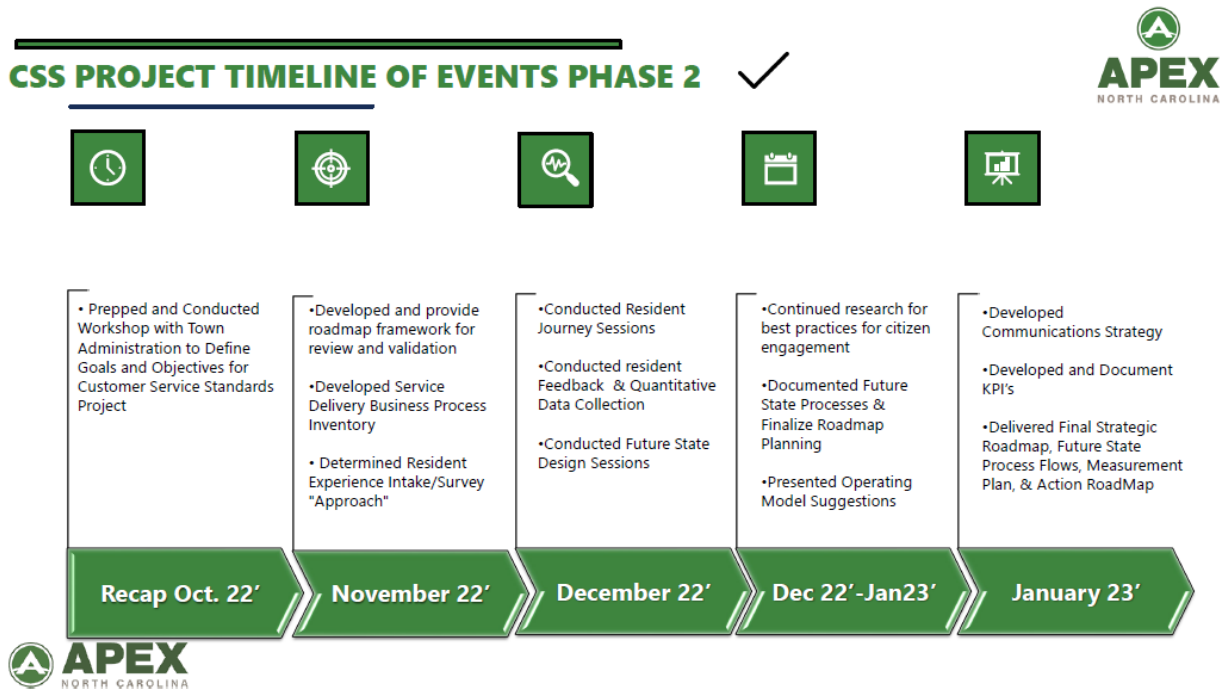 CSS PROJECT TIMELINE OF EVENTS PHASE 2
APEX
NORTH CAROLINA
• Prepped and Conducted
Workshop with Town
Administration to Define
Goals and Objectives for
Customer Service Standards
Project
•Developed and provide
roadmap framework for
review and validation
•Developed Service
Delivery Business Process
Inventory
• Determined Resident
Experience Intake/Survey
"Approach"
•Conducted Resident
Journey Sessions
•Conducted resident
Feedback & Quantitative
Data Collection
•Conducted Future State
Design Sessions
•Continued research for
best practices for citizen
engagement
•Documented Future
State Processes &
Finalize Roadmap
Planning
•Presented Operating
Model Suggestions
•Developed
Communications Strategy
•Developed and Document
KPI’s
•Delivered Final Strategic
Roadmap, Future State
Process Flows, Measurement
Plan, & Action RoadMap
Recap Oct. 22’
November 22’
December 22’
Dec 22’-Jan23’
January 23’
APEX
NORTH CAROLINA